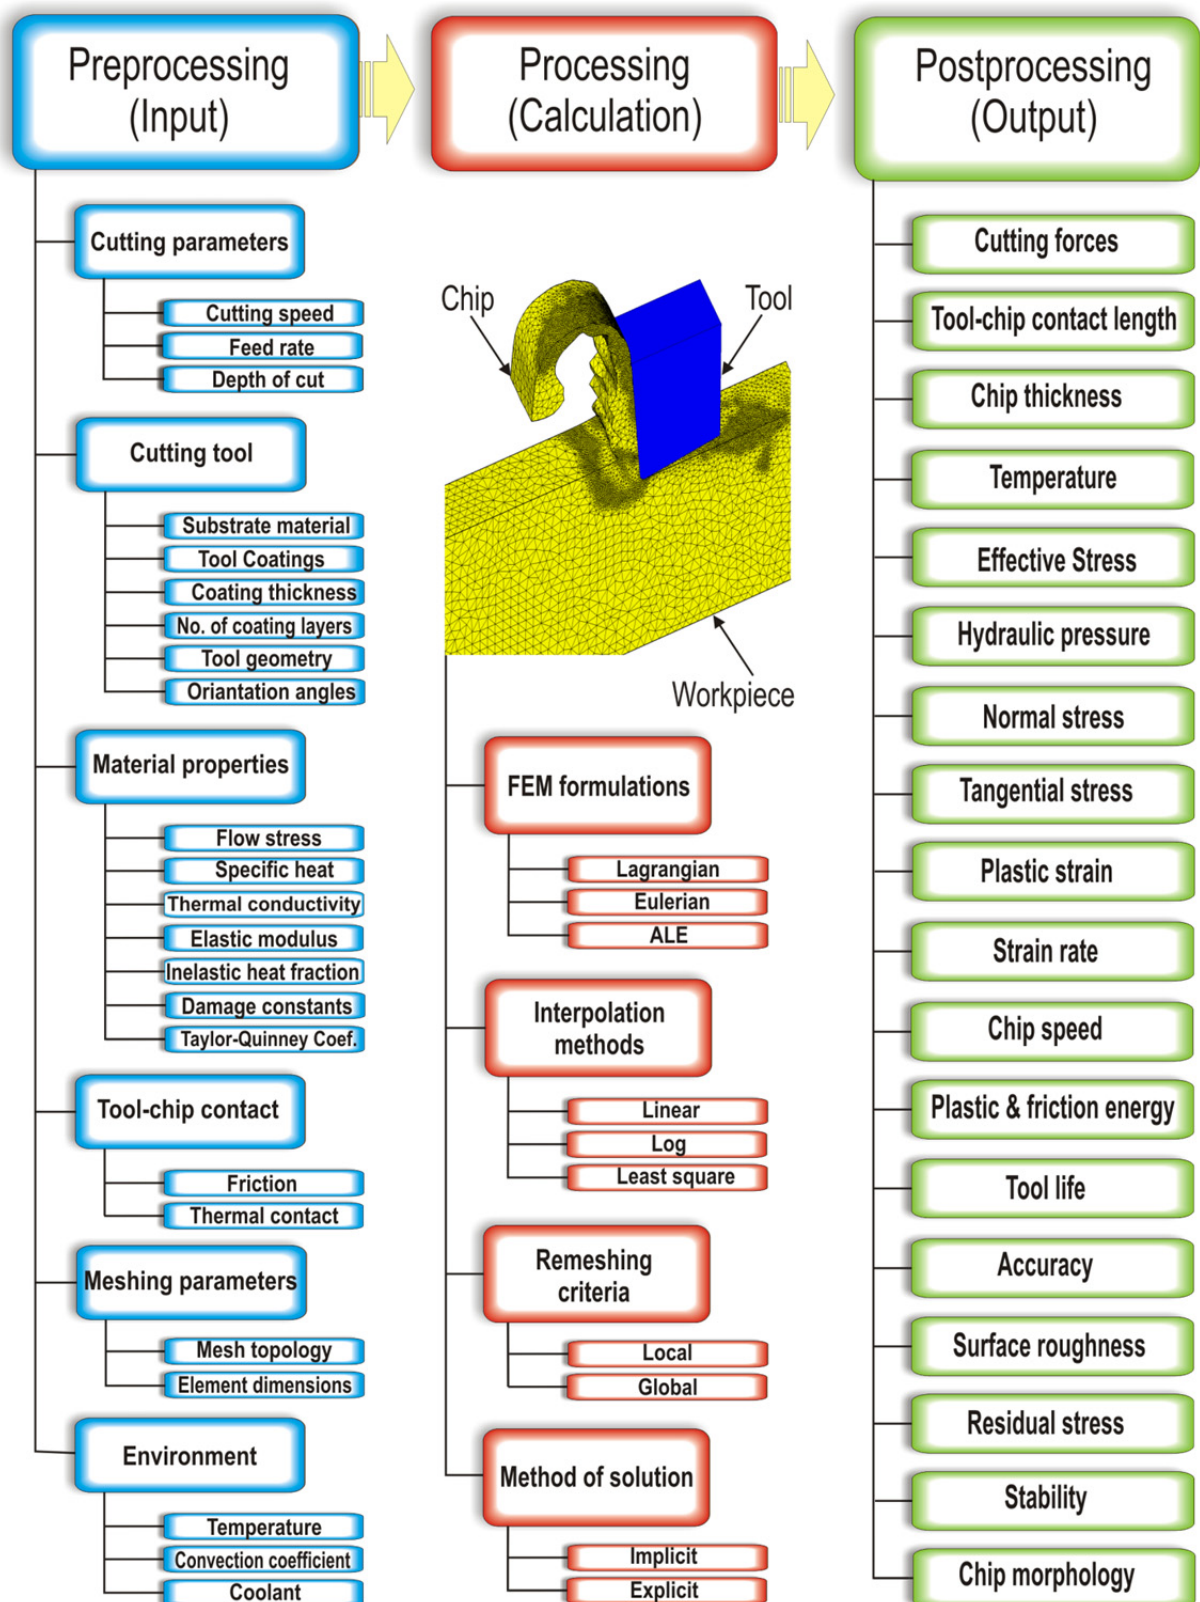 Preprocessing
(Input)
Cutting parameters
Cutting speed
Feed rate
Depth of cut
Cutting tool
Substrate material
Tool Coatings
Coating thickness
No. of coating layers
Tool geometry
Oriantation angles
Material properties
Flow stress
Specific heat
Thermal conductivity
Elastic modulus
Inelastic heat fraction
Damage constants
Taylor-Quinney Coef.
Tool-chip contact
Friction
Thermal contact
Meshing parameters
Mesh topology
Element dimensions
Environment
Temperature
Convection coefficient
Coolant
Processing
(Calculation)
Chip
Tool
Workpiece
FEM formulations
Lagrangian
Eulerian
ALE
Interpolation
methods
Linear
Log
Least square
Remeshing
criteria
Local
Global
Method of solution
Implicit
Explicit
Postprocessing
(Output)
Cutting forces
Tool-chip contact length
Chip thickness
Temperature
Effective Stress
Hydraulic pressure
Normal stress
Tangential stress
Plastic strain
Strain rate
Chip speed
Plastic & friction energy
Tool life
Accuracy
Surface roughness
Residual stress
Stability
Chip morphology